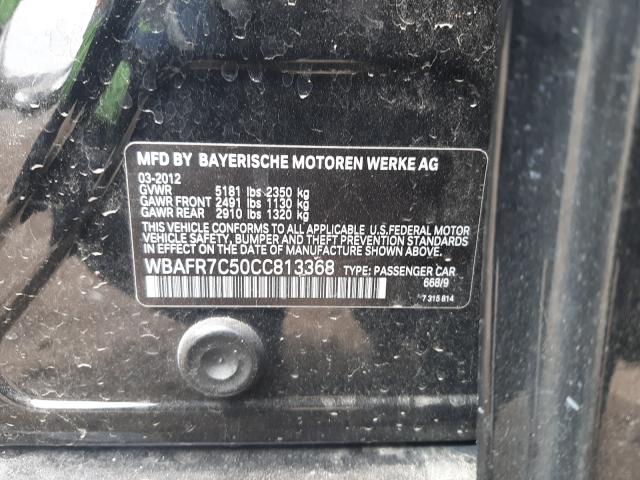 MFD BY BAYERISCHE MOTOREN WERKE AG
03-2012
GVWR 5181 lbs 2350 kg
GAWR FRONT 2491 lbs 1130 kg
GAWR REAR 2910 lbs 1320 kg
THIS VEHICLE CONFORMS TO ALL APPLICABLE U.S.FEDERAL MOTOR
VEHICLE SAFETY, BUMPER AND THEFT PREVENTION STANDARDS
IN EFFECT ON THE DATE OF MANUFACTURE SHOWN ABOVE.
WBAFR7C50CC813368 TYPE: PASSENGER CAR
668/9
7 315 814